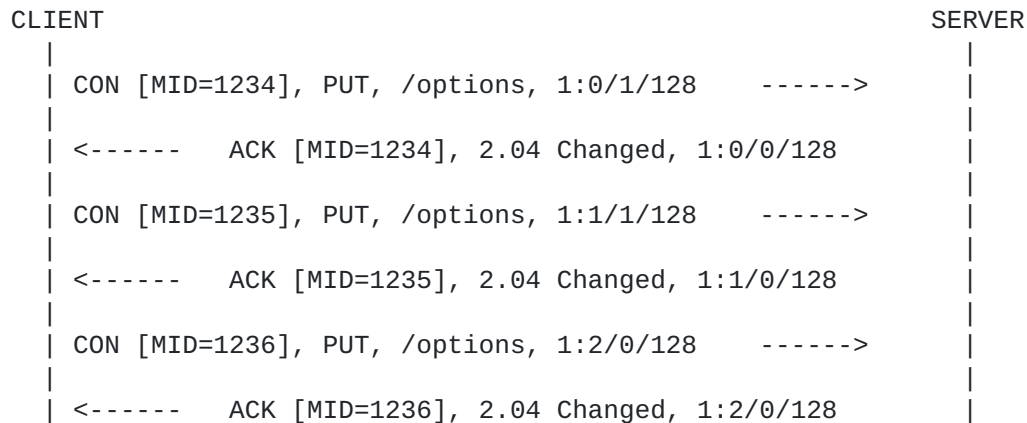 CLIENT                                                     SERVER
  |                                                          |
  | CON [MID=1234], PUT, /options, 1:0/1/128    ------>      |
  |                                                          |
  | <------   ACK [MID=1234], 2.04 Changed, 1:0/0/128        |
  |                                                          |
  | CON [MID=1235], PUT, /options, 1:1/1/128    ------>      |
  |                                                          |
  | <------   ACK [MID=1235], 2.04 Changed, 1:1/0/128        |
  |                                                          |
  | CON [MID=1236], PUT, /options, 1:2/0/128    ------>      |
  |                                                          |
  | <------   ACK [MID=1236], 2.04 Changed, 1:2/0/128        |